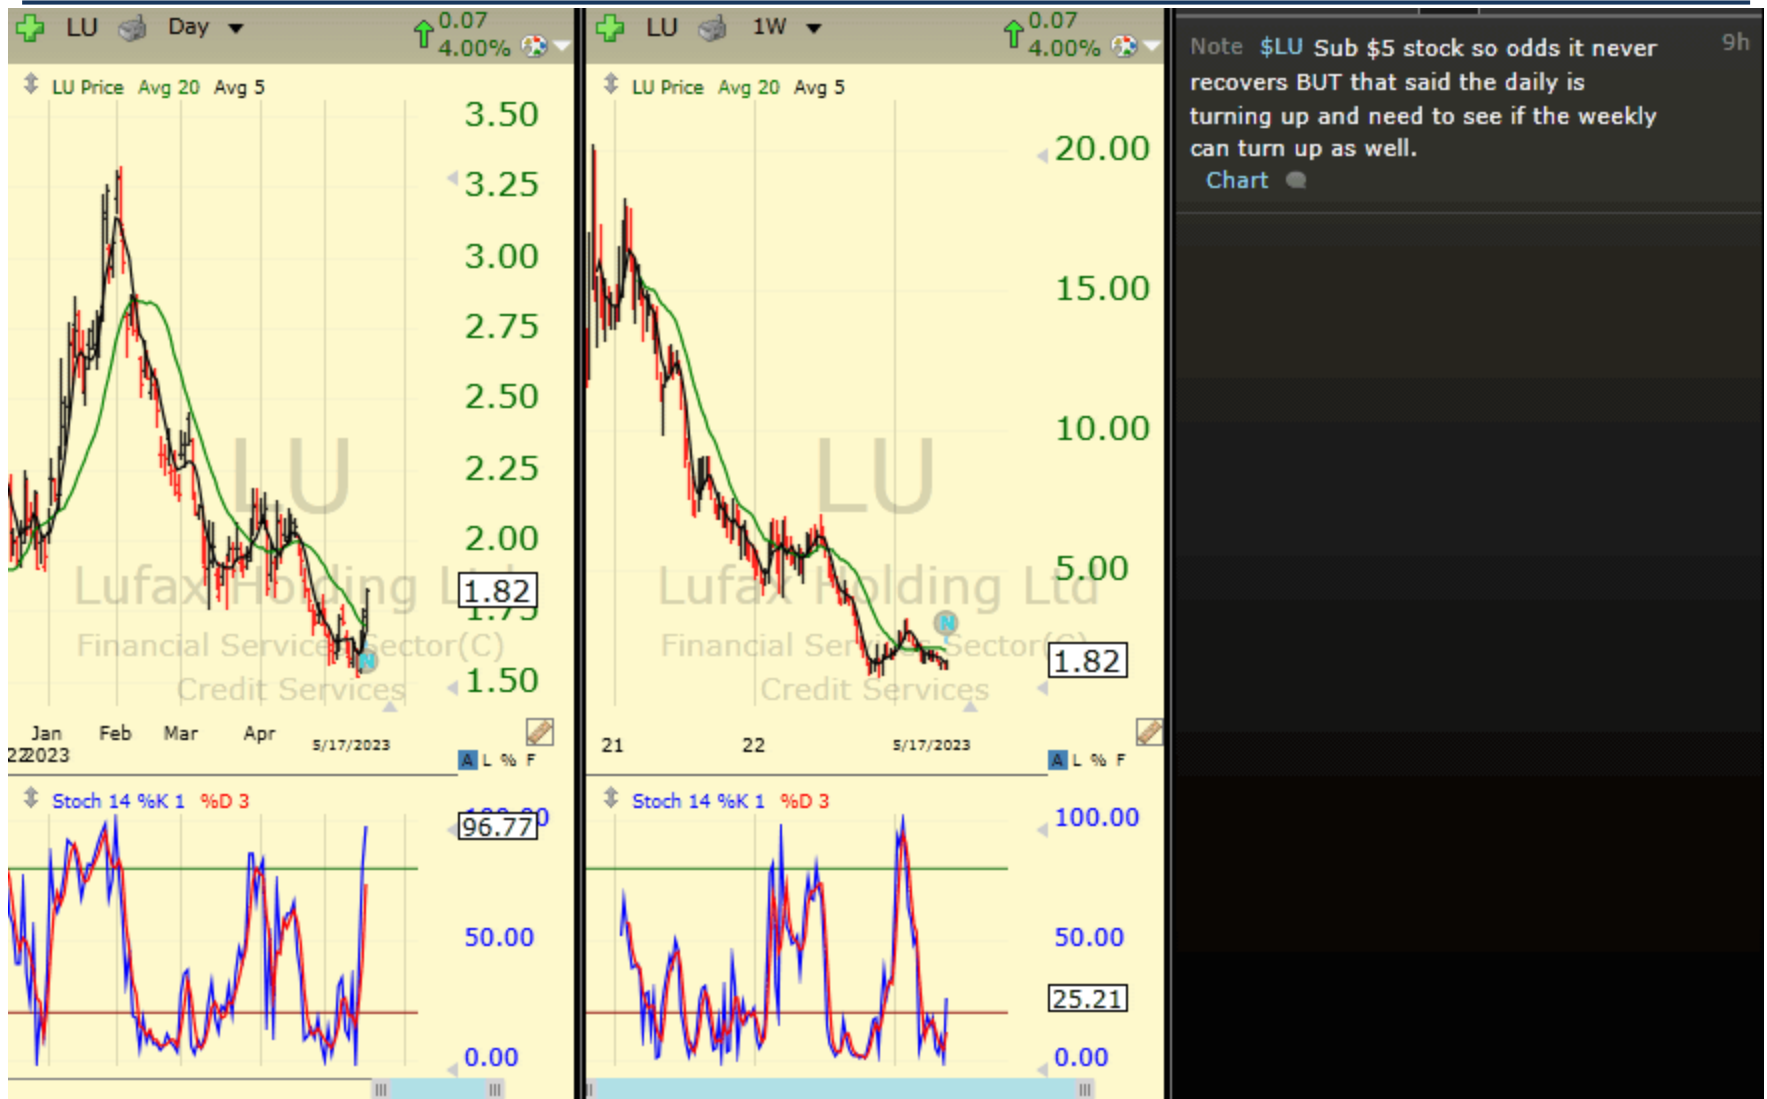 LU Day 0.07
4.00%
LU Price Avg 20 Avg 5
3.50
3.25
3.00
2.75
2.50
2.25
2.00
1.82
1.75
1.50
LU
Lufax Holding Ltd
Financial Services Sector(C)
Credit Services
Jan Feb Mar Apr 5/17/2023
22 2023
A L % F
Stoch 14 %K 1 %D 3
100.00
96.77
50.00
0.00
LU 1W 0.07
4.00%
LU Price Avg 20 Avg 5
20.00
15.00
10.00
5.00
1.82
LU
Lufax Holding Ltd
Financial Services Sector(C)
Credit Services
N
N
21 22 5/17/2023
A L % F
Stoch 14 %K 1 %D 3
100.00
50.00
25.21
0.00
Note $LU Sub $5 stock so odds it never 9h
recovers BUT that said the daily is
turning up and need to see if the weekly
can turn up as well.
Chart